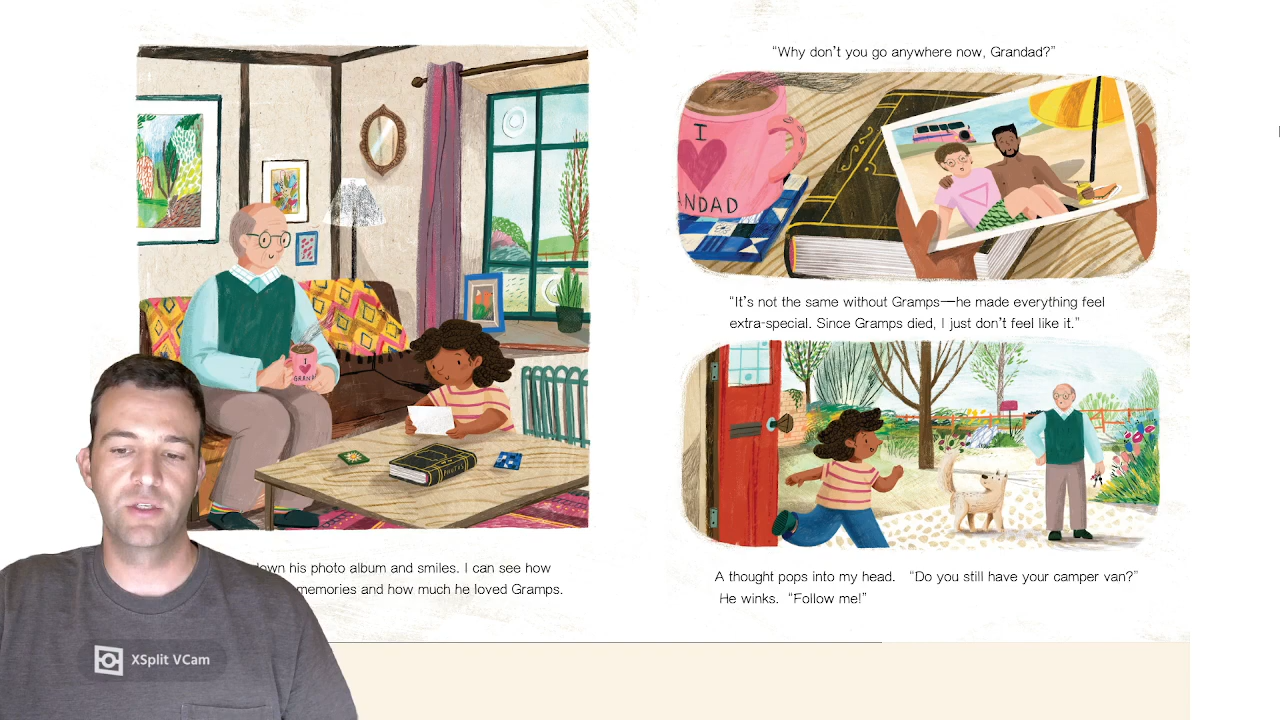 own his photo album and smiles. I can see how
memories and how much he loved Gramps.
I
GRAN
PHOTOS
“Why don’t you go anywhere now, Grandad?”
I
ANDAD
“It’s not the same without Gramps—he made everything feel
extra-special. Since Gramps died, I just don’t feel like it.”
A thought pops into my head. “Do you still have your camper van?”
He winks. “Follow me!”
XSplit VCam